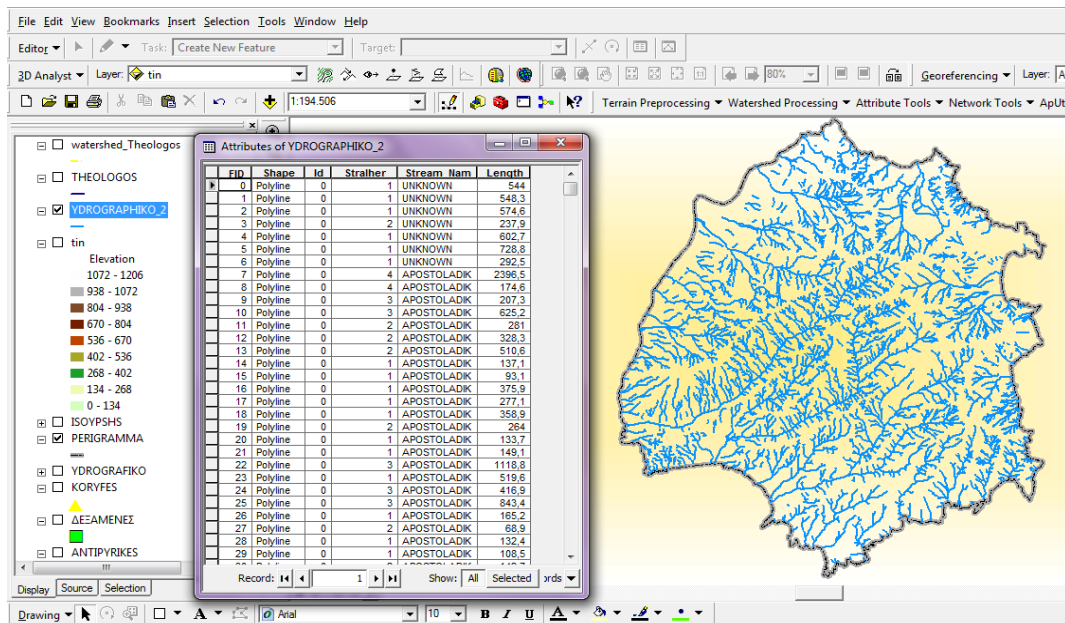 File Edit View Bookmarks Insert Selection Tools Window Help
Editor Task: Create New Feature Target:
3D Analyst Layer: tin 80% Georeferencing Layer: A
1:194.506 Terrain Preprocessing Watershed Processing Attribute Tools Network Tools ApUt
watershed_Theologos
THEOLOGOS
YDROGRAPHIKO_2
tin
Elevation
1072 - 1206
938 - 1072
804 - 938
670 - 804
536 - 670
402 - 536
268 - 402
134 - 268
0 - 134
ISOYPSHS
PERIGRAMMA
YDROGRAFIKO
KORYFES
ΔΕΞΑΜΕΝΕΣ
ANTIPYRIKES
Display Source Selection
Attributes of YDROGRAPHIKO_2
FID Shape Id Stralher Stream_Nam Length
0 Polyline 0 1 UNKNOWN 544
1 Polyline 0 1 UNKNOWN 548,3
2 Polyline 0 1 UNKNOWN 574,6
3 Polyline 0 2 UNKNOWN 237,9
4 Polyline 0 1 UNKNOWN 602,7
5 Polyline 0 1 UNKNOWN 728,8
6 Polyline 0 1 UNKNOWN 292,5
7 Polyline 0 4 APOSTOLADIK 2396,5
8 Polyline 0 4 APOSTOLADIK 174,6
9 Polyline 0 3 APOSTOLADIK 207,3
10 Polyline 0 3 APOSTOLADIK 625,2
11 Polyline 0 2 APOSTOLADIK 281
12 Polyline 0 2 APOSTOLADIK 328,3
13 Polyline 0 2 APOSTOLADIK 510,6
14 Polyline 0 1 APOSTOLADIK 137,1
15 Polyline 0 1 APOSTOLADIK 93,1
16 Polyline 0 1 APOSTOLADIK 375,9
17 Polyline 0 1 APOSTOLADIK 277,1
18 Polyline 0 1 APOSTOLADIK 358,9
19 Polyline 0 2 APOSTOLADIK 264
20 Polyline 0 1 APOSTOLADIK 133,7
21 Polyline 0 1 APOSTOLADIK 149,1
22 Polyline 0 3 APOSTOLADIK 1118,8
23 Polyline 0 1 APOSTOLADIK 519,6
24 Polyline 0 3 APOSTOLADIK 416,9
25 Polyline 0 3 APOSTOLADIK 843,4
26 Polyline 0 1 APOSTOLADIK 165,2
27 Polyline 0 2 APOSTOLADIK 68,9
28 Polyline 0 1 APOSTOLADIK 132,4
29 Polyline 0 1 APOSTOLADIK 108,5
Record: 1 Show: All Selected ords
Drawing A Arial 10 B I U A